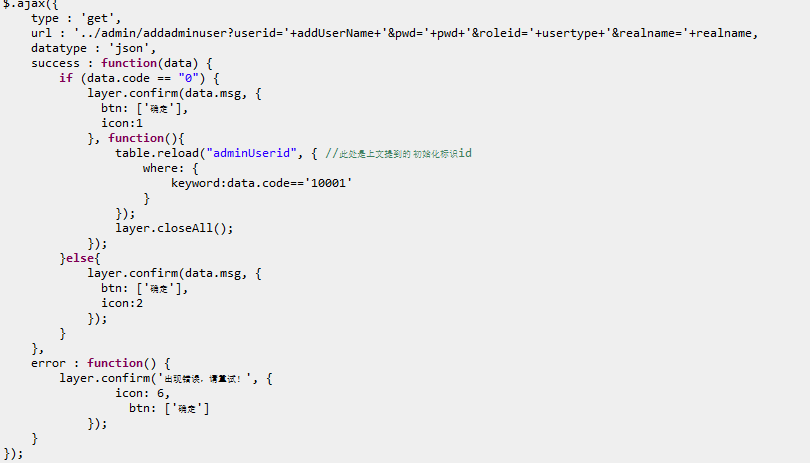 $.ajax({
type : 'get',
url : '../admin/addadminuser?userid='+addUserName+'&pwd='+pwd+'&roleid='+usertype+'&realname='+realname,
datatype : 'json',
success : function(data) {
if (data.code == "0") {
layer.confirm(data.msg, {
btn: ['确定'],
icon:1
}, function(){
table.reload("adminUserid", { //此处是上文提到的 初始化标识id
where: {
keyword:data.code=='10001'
}
});
layer.closeAll();
});
}else{
layer.confirm(data.msg, {
btn: ['确定'],
icon:2
});
}
},
error : function() {
layer.confirm('出现错误，请重试！', {
icon: 6,
btn: ['确定']
});
}
});